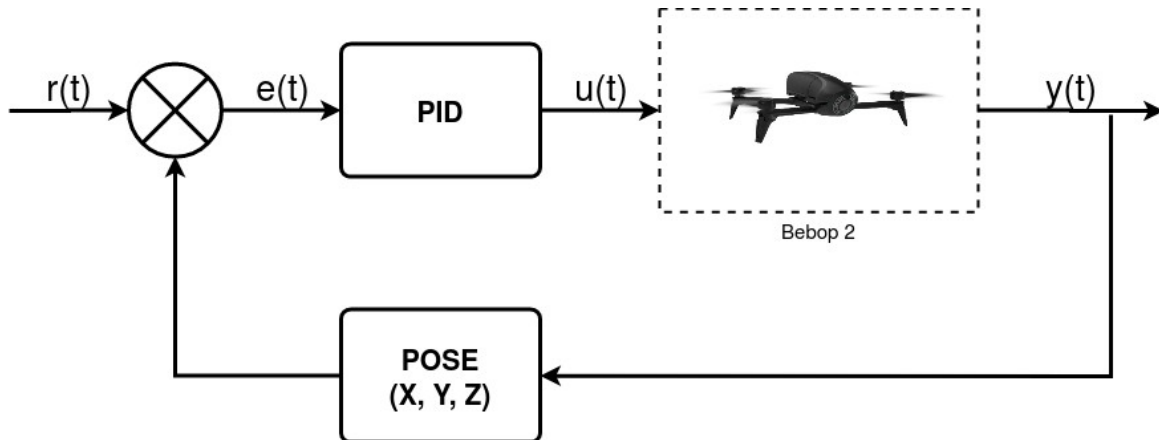 r(t)
e(t)
PID
u(t)
y(t)
Bebop 2
POSE
(X, Y, Z)